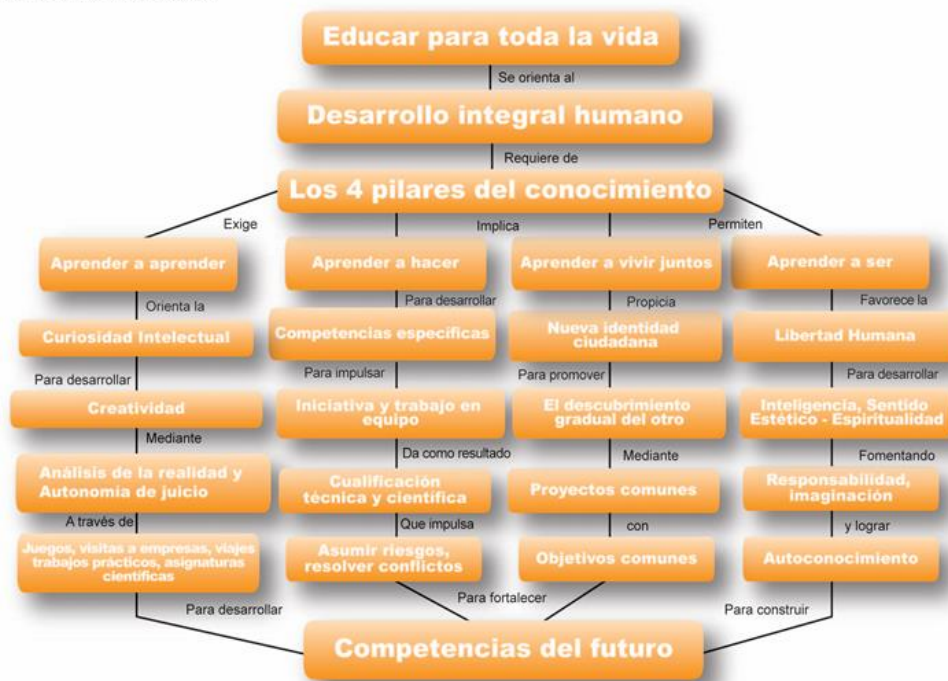 Educar para toda la vida
Se orienta al
Desarrollo integral humano
Requiere de
Los 4 pilares del conocimiento
Exige
Implica
Permiten
Aprender a aprender
Aprender a hacer
Aprender a vivir juntos
Aprender a ser
Orienta la
Para desarrollar
Propicia
Favorece la
Curiosidad Intelectual
Competencias específicas
Nueva identidad
ciudadana
Libertad Humana
Para desarrollar
Para impulsar
Para promover
Para desarrollar
Creatividad
Iniciativa y trabajo en
equipo
El descubrimiento
gradual del otro
Inteligencia, Sentido
Estético - Espiritualidad
Mediante
Da como resultado
Mediante
Fomentando
Análisis de la realidad y
Autonomía de juicio
Cualificación
técnica y científica
Proyectos comunes
Responsabilidad,
imaginación
A través de
Que impulsa
con
y lograr
Juegos, visitas a empresas, viajes
trabajos prácticos, asignaturas
científicas
Asumir riesgos,
resolver conflictos
Objetivos comunes
Autoconocimiento
Para desarrollar
Para fortalecer
Para construir
Competencias del futuro